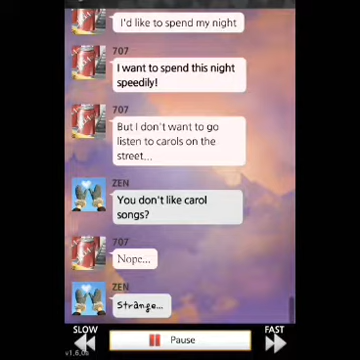 I'd like to spend my night
707
I want to spend this night
speedily!
707
But I don't want to go
listen to carols on the
street...
ZEN
You don't like carol
songs?
707
Nope...
ZEN
Strange...
SLOW
Pause
FAST